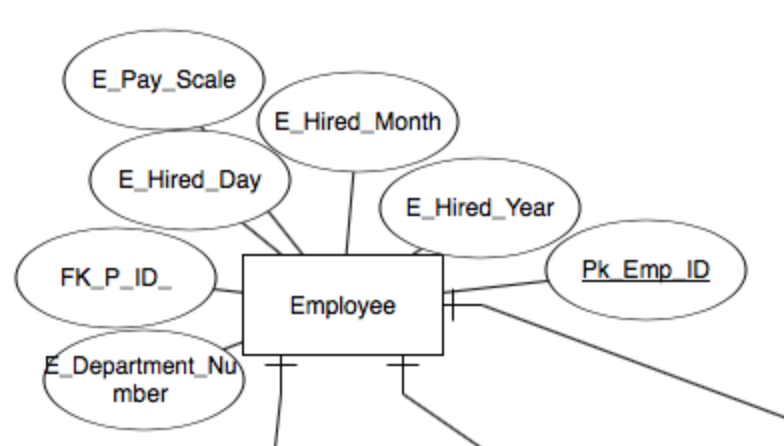 E_Pay_Scale
E_Hired_Month
E_Hired_Day
E_Hired_Year
FK_P_ID_
Pk_Emp_ID
Employee
E_Department_Nu
mber